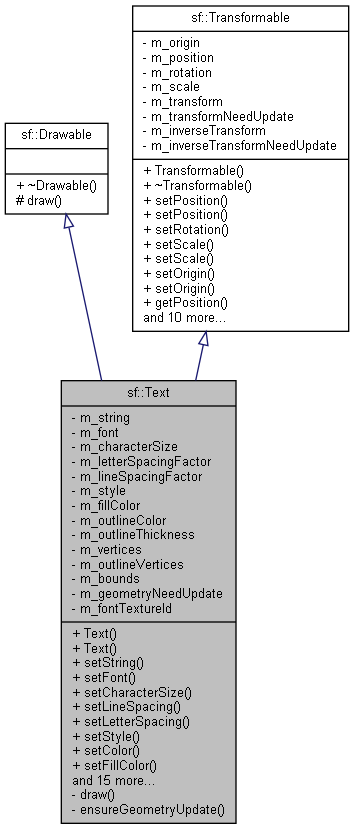 sf::Transformable
- m_origin
- m_position
- m_rotation
- m_scale
- m_transform
- m_transformNeedUpdate
- m_inverseTransform
- m_inverseTransformNeedUpdate
+ Transformable()
+ ~Transformable()
+ setPosition()
+ setPosition()
+ setRotation()
+ setScale()
+ setScale()
+ setOrigin()
+ setOrigin()
+ getPosition()
and 10 more...
sf::Drawable
+ ~Drawable()
# draw()
sf::Text
- m_string
- m_font
- m_characterSize
- m_letterSpacingFactor
- m_lineSpacingFactor
- m_style
- m_fillColor
- m_outlineColor
- m_outlineThickness
- m_vertices
- m_outlineVertices
- m_bounds
- m_geometryNeedUpdate
- m_fontTextureId
+ Text()
+ Text()
+ setString()
+ setFont()
+ setCharacterSize()
+ setLineSpacing()
+ setLetterSpacing()
+ setStyle()
+ setColor()
+ setFillColor()
and 15 more...
- draw()
- ensureGeometryUpdate()